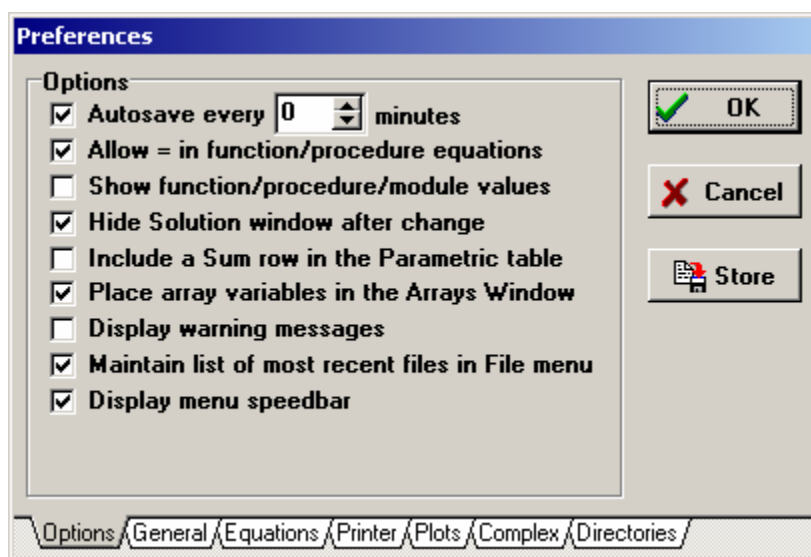 Preferences
Options
Autosave every 0 minutes
Allow = in function/procedure equations
Show function/procedure/module values
Hide Solution window after change
Include a Sum row in the Parametric table
Place array variables in the Arrays Window
Display warning messages
Maintain list of most recent files in File menu
Display menu speedbar
OK
Cancel
Store
Options General Equations Printer Plots Complex Directories